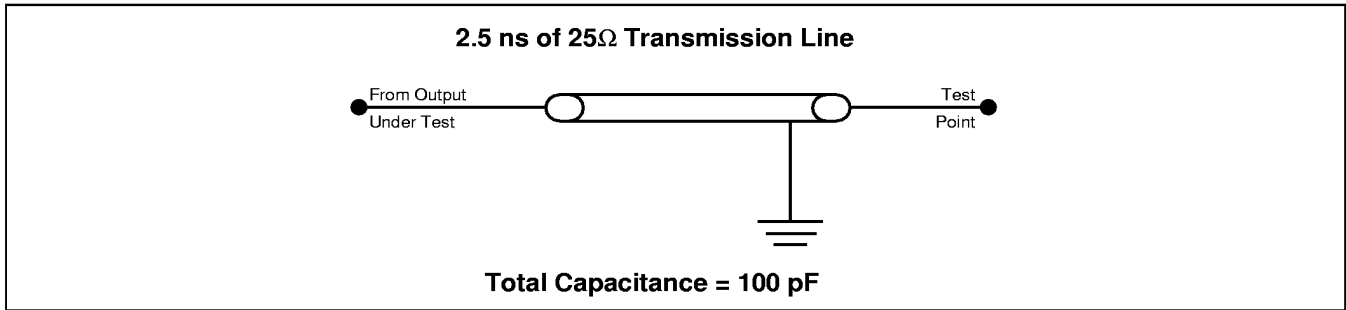 2.5 ns of 25Ω Transmission Line
From Output
Under Test
Test
Point
Total Capacitance = 100 pF